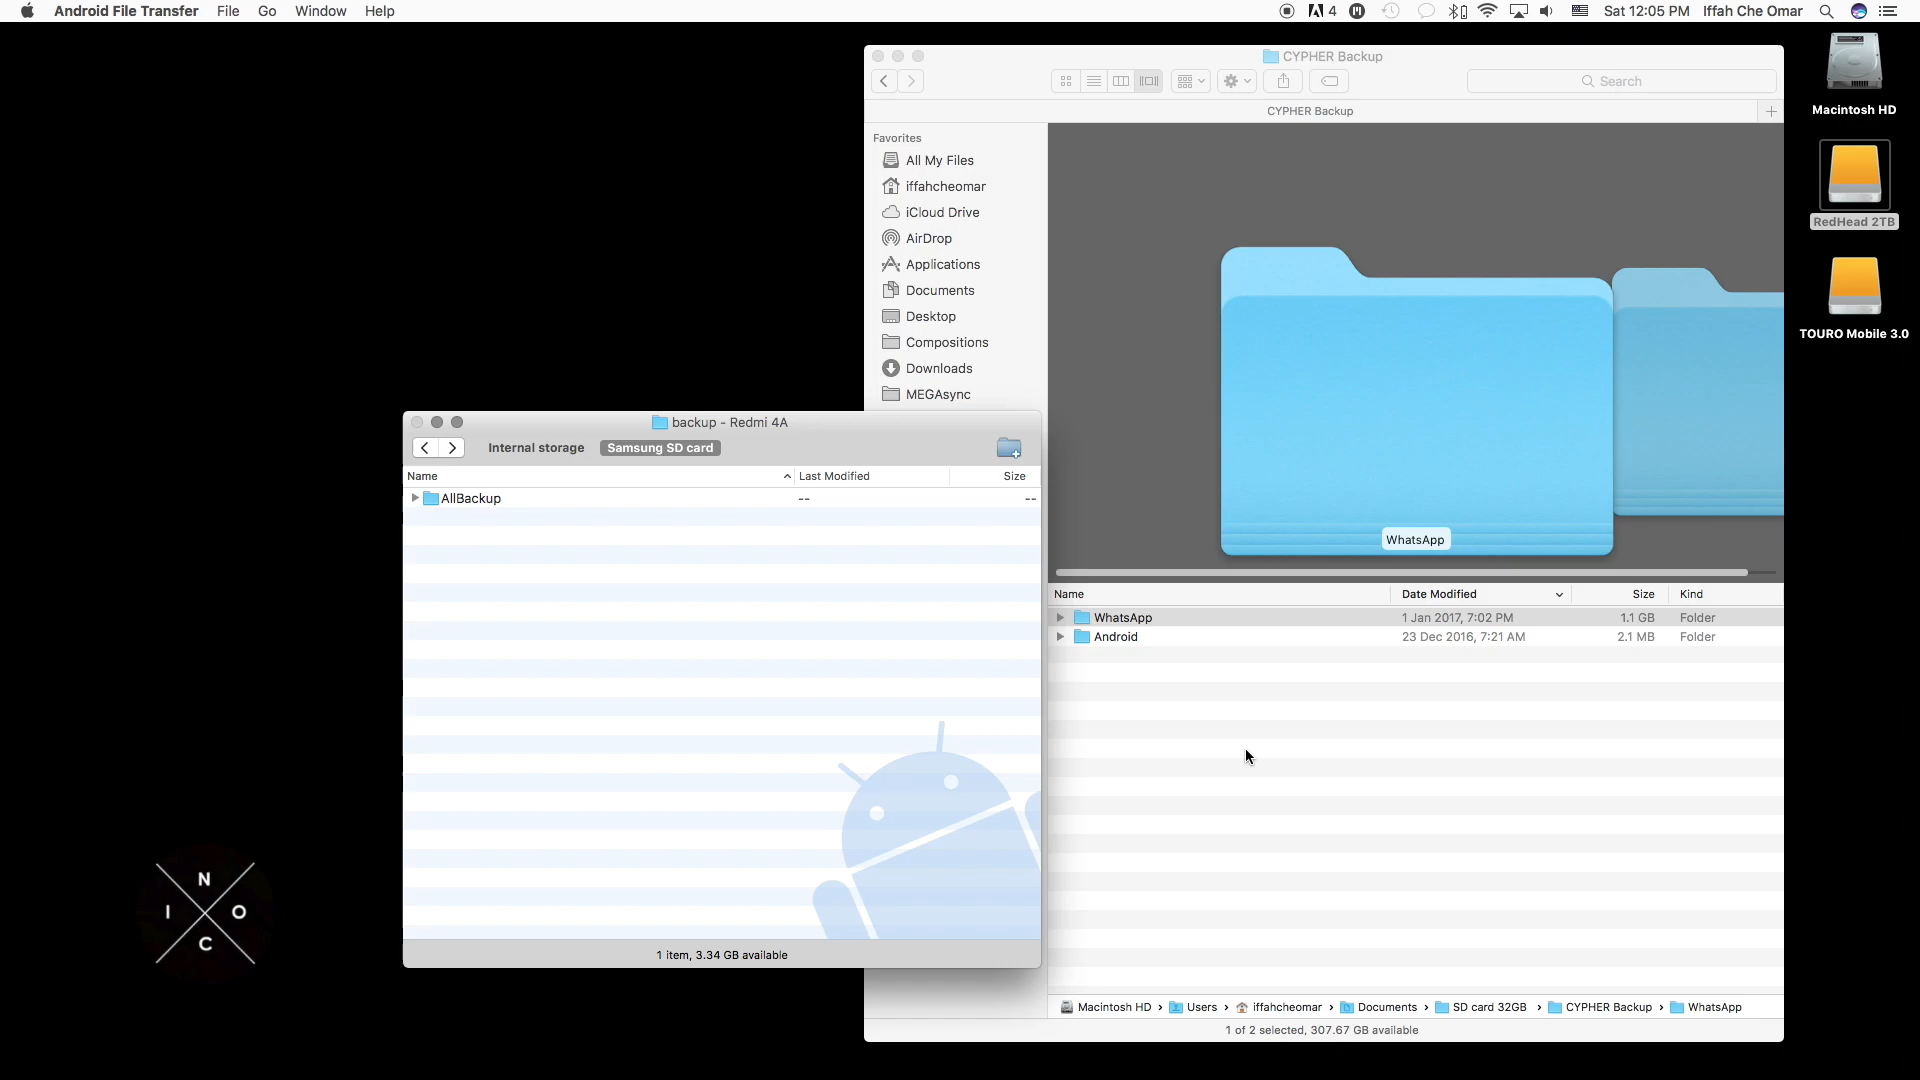 Android File Transfer File Go Window Help 4 Sat 12:05 PM Iffah Che Omar
CYPHER Backup
Search
CYPHER Backup
Favorites
All My Files
iffahcheomar
iCloud Drive
AirDrop
Applications
Documents
Desktop
Compositions
Downloads
MEGAsync
WhatsApp
Name Date Modified Size Kind
WhatsApp 1 Jan 2017, 7:02 PM 1.1 GB Folder
Android 23 Dec 2016, 7:21 AM 2.1 MB Folder
Macintosh HD › Users › iffahcheomar › Documents › SD card 32GB › CYPHER Backup › WhatsApp
1 of 2 selected, 307.67 GB available
backup - Redmi 4A
Internal storage Samsung SD card
Name Last Modified Size
AllBackup -- --
1 item, 3.34 GB available
Macintosh HD
RedHead 2TB
TOURO Mobile 3.0
N
I O
C